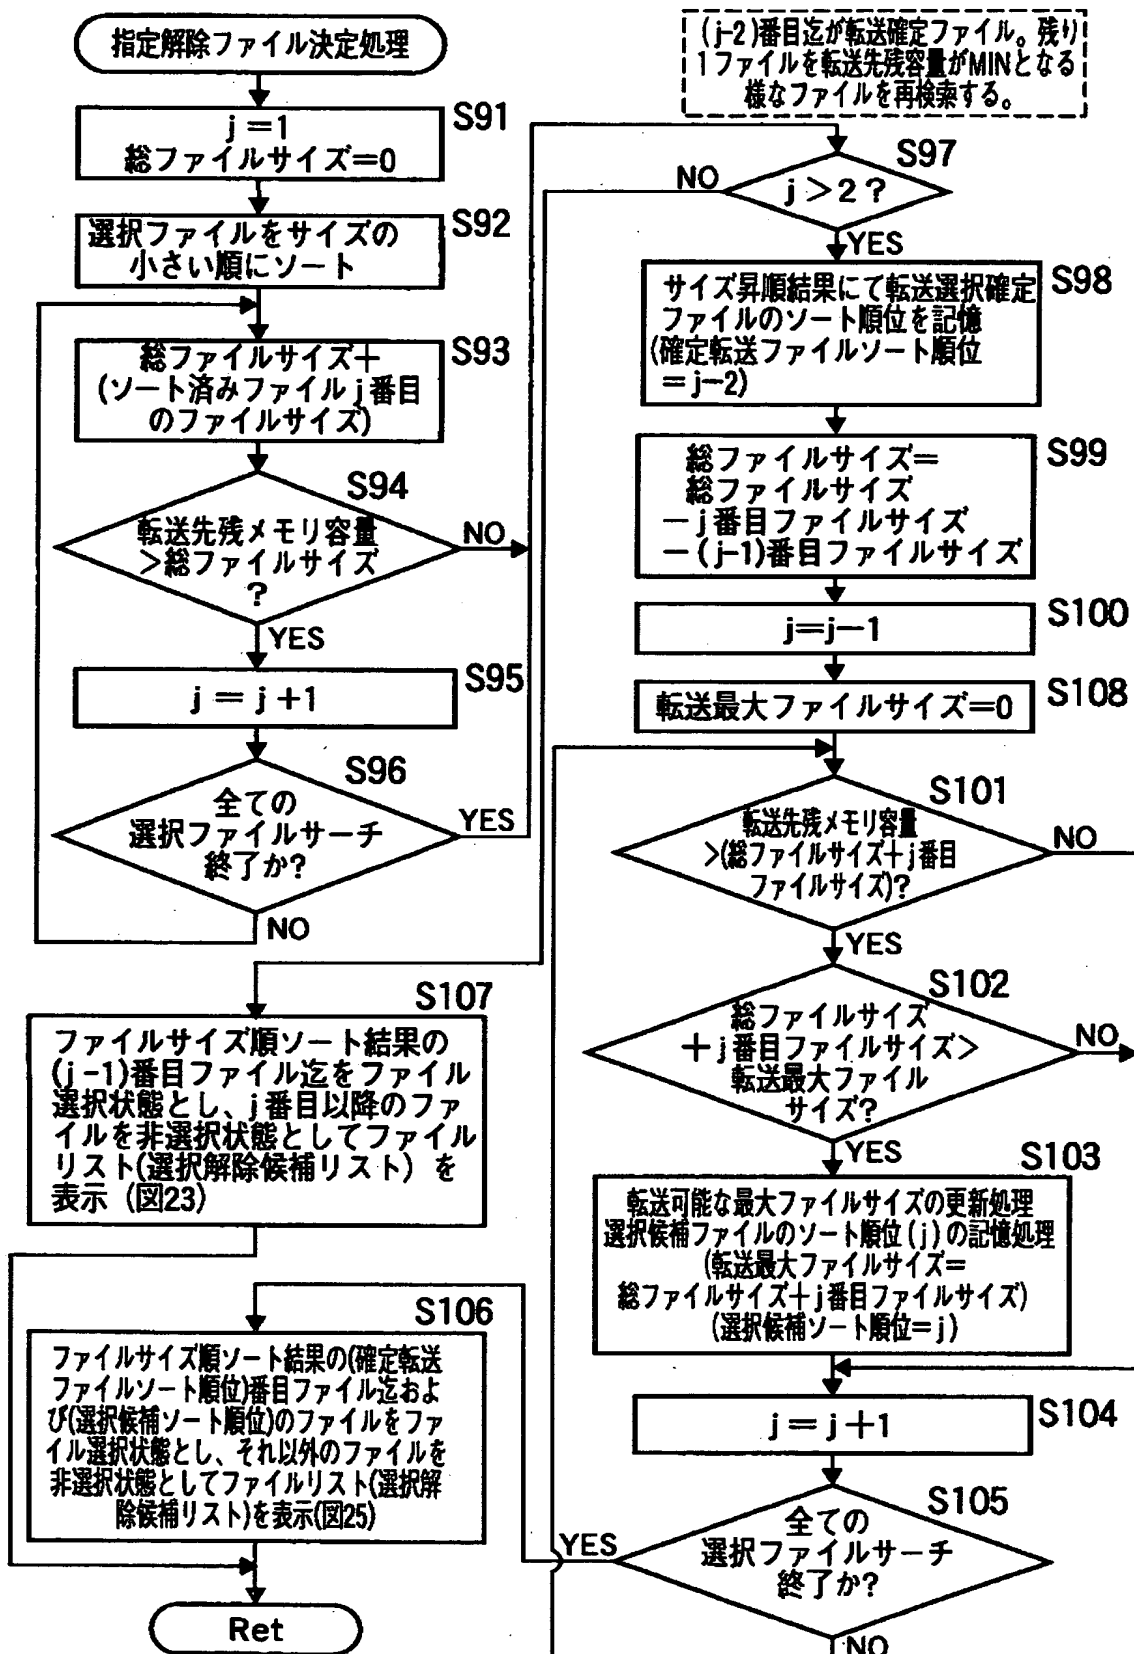 指定解除ファイル決定処理
S91
j=1
総ファイルサイズ=0
S92
選択ファイルをサイズの
小さい順にソート
S93
総ファイルサイズ+
(ソート済みファイルj番目
のファイルサイズ)
S94
転送先残メモリ容量
>総ファイルサイズ
?
NO
YES
S95
j=j+1
S96
全ての
選択ファイルサーチ
終了か?
YES
NO
(j-2)番目迄が転送確定ファイル。残り
1ファイルを転送先残容量がMINとなる
様なファイルを再検索する。
S97
j>2?
NO
YES
S98
サイズ昇順結果にて転送選択確定
ファイルのソート順位を記憶
(確定転送ファイルソート順位
=j-2)
S99
総ファイルサイズ=
総ファイルサイズ
-j番目ファイルサイズ
-(j-1)番目ファイルサイズ
S100
j=j-1
S108
転送最大ファイルサイズ=0
S101
転送先残メモリ容量
>(総ファイルサイズ+j番目
ファイルサイズ)?
NO
YES
S102
総ファイルサイズ
+j番目ファイルサイズ>
転送最大ファイル
サイズ?
NO
YES
S103
転送可能な最大ファイルサイズの更新処理
選択候補ファイルのソート順位(j)の記憶処理
(転送最大ファイルサイズ=
総ファイルサイズ+j番目ファイルサイズ)
(選択候補ソート順位=j)
S104
j=j+1
S105
全ての
選択ファイルサーチ
終了か?
YES
NO
S107
ファイルサイズ順ソート結果の
(j-1)番目ファイル迄をファイル
選択状態とし、j番目以降のファ
イルを非選択状態としてファイル
リスト(選択解除候補リスト)を
表示(図23)
S106
ファイルサイズ順ソート結果の(確定転送
ファイルソート順位)番目ファイル迄およ
び(選択候補ソート順位)のファイルをファ
イル選択状態とし、それ以外のファイルを
非選択状態としてファイルリスト(選択解
除候補リスト)を表示(図25)
Ret